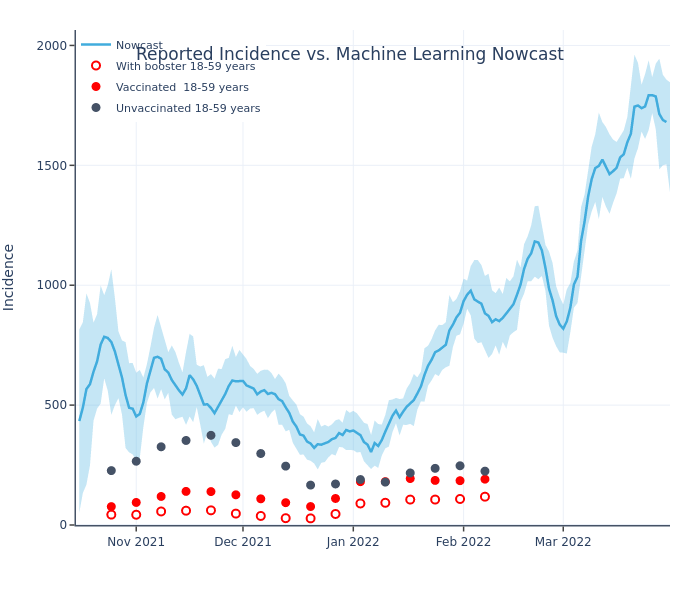 Reported Incidence vs. Machine Learning Nowcast
Nowcast
With booster 18-59 years
Vaccinated  18-59 years
Unvaccinated 18-59 years
Incidence
2000
1500
1000
500
0
Nov 2021
Dec 2021
Jan 2022
Feb 2022
Mar 2022